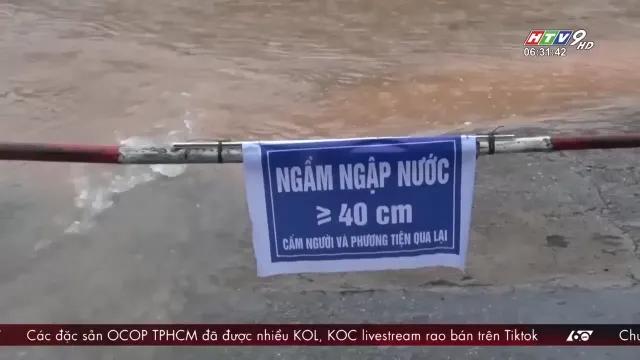 HTV9 HD
06:31:42
NGẦM NGẬP NƯỚC
≥ 40 cm
CẤM NGƯỜI VÀ PHƯƠNG TIỆN QUA LẠI
Các đặc sản OCOP TPHCM đã được nhiều KOL, KOC livestream rao bán trên Tiktok
60